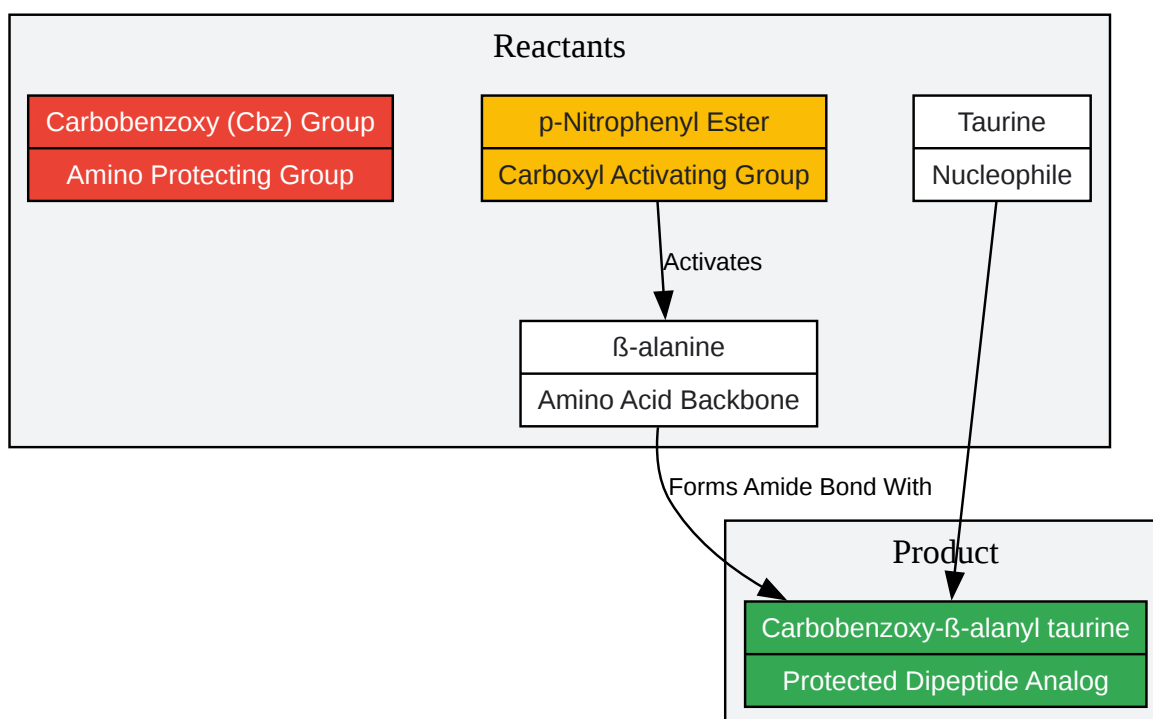 Reactants
Carbobenzoxy (Cbz) Group
Amino Protecting Group
p-Nitrophenyl Ester
Carboxyl Activating Group
Taurine
Nucleophile
Activates
ß-alanine
Amino Acid Backbone
Forms Amide Bond With
Product
Carbobenzoxy-ß-alanyl taurine
Protected Dipeptide Analog